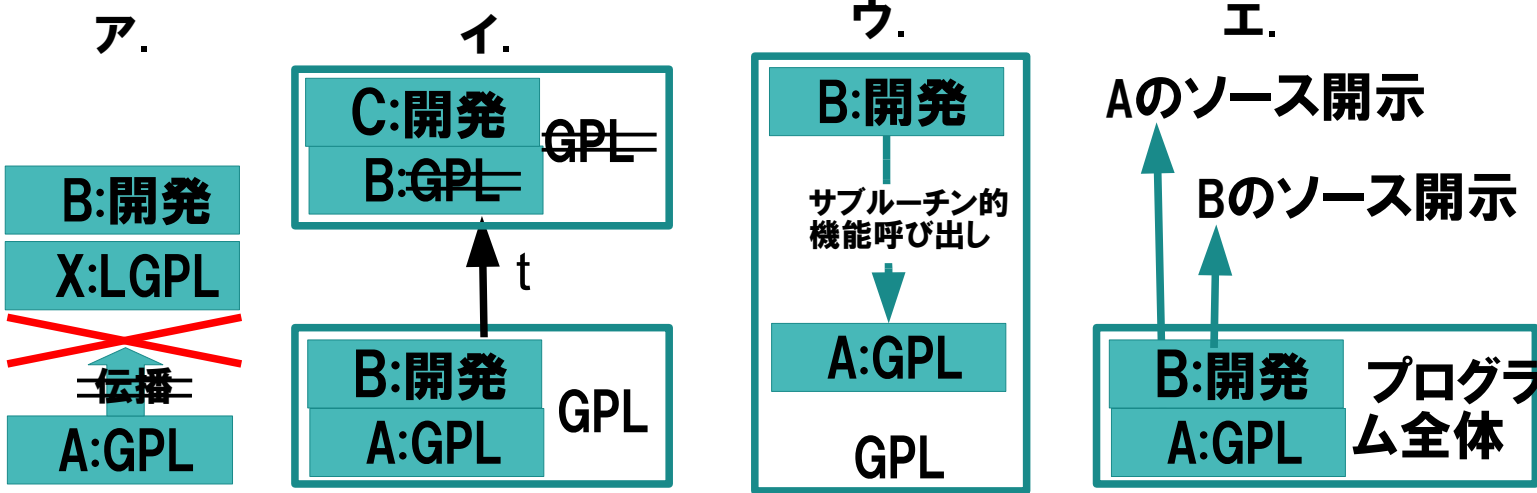 ア.
B:開発
X:LGPL
伝播
A:GPL
イ.
C:開発
B:GPL
GPL
t
B:開発
A:GPL
GPL
ウ.
B:開発
サブルーチン的
機能呼び出し
A:GPL
GPL
エ.
Aのソース開示
Bのソース開示
B:開発
A:GPL
プログラ
ム全体